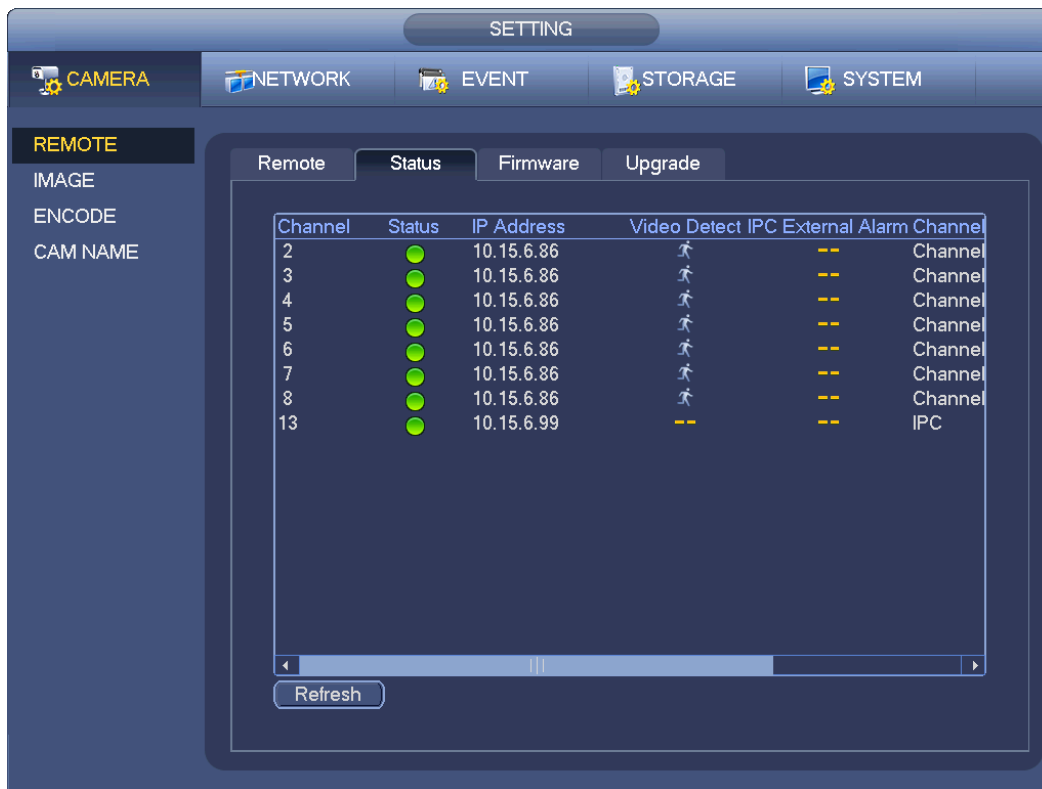 SETTING
CAMERA NETWORK EVENT STORAGE SYSTEM
REMOTE
IMAGE
ENCODE
CAM NAME
Remote Status Firmware Upgrade
Channel Status IP Address Video Detect IPC External Alarm Channel
2 10.15.6.86 -- Channel
3 10.15.6.86 -- Channel
4 10.15.6.86 -- Channel
5 10.15.6.86 -- Channel
6 10.15.6.86 -- Channel
7 10.15.6.86 -- Channel
8 10.15.6.86 -- Channel
13 10.15.6.99 -- -- IPC
Refresh